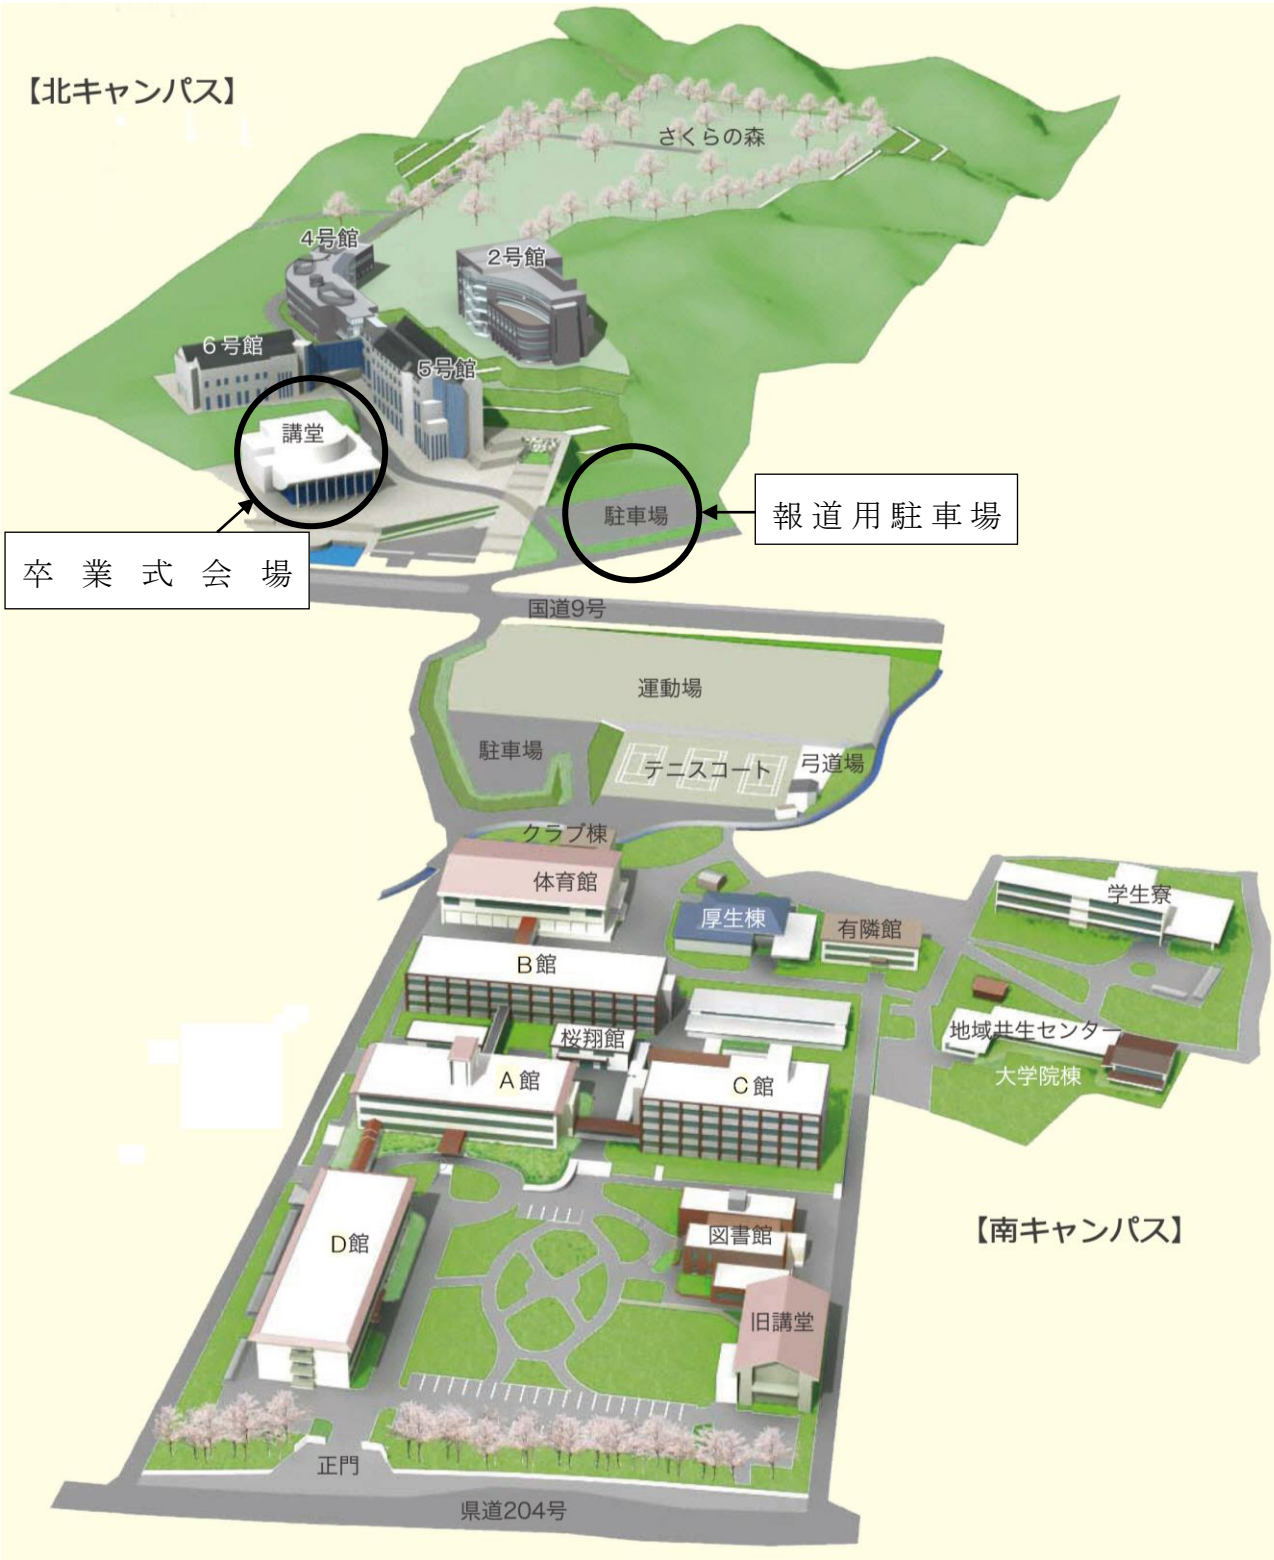 【北キャンパス】
さくらの森
4号館
2号館
6号館
5号館
講堂
駐車場
報道用駐車場
卒業式会場
国道9号
運動場
駐車場
テニスコート
弓道場
クラブ棟
体育館
学生寮
厚生棟
有隣館
B館
桜翔館
地域共生センター
大学院棟
A館
C館
【南キャンパス】
図書館
D館
旧講堂
正門
県道204号